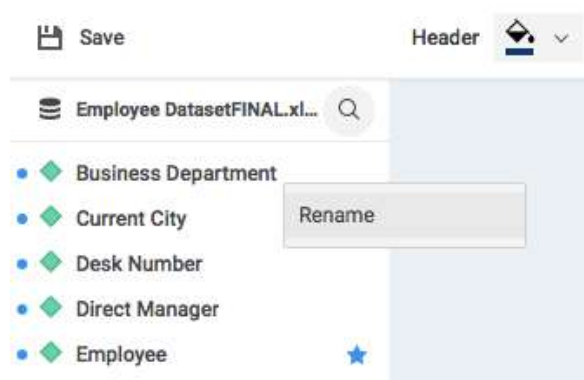 Save
Header
Employee DatasetFINAL.xl...
Business Department
Rename
Current City
Desk Number
Direct Manager
Employee